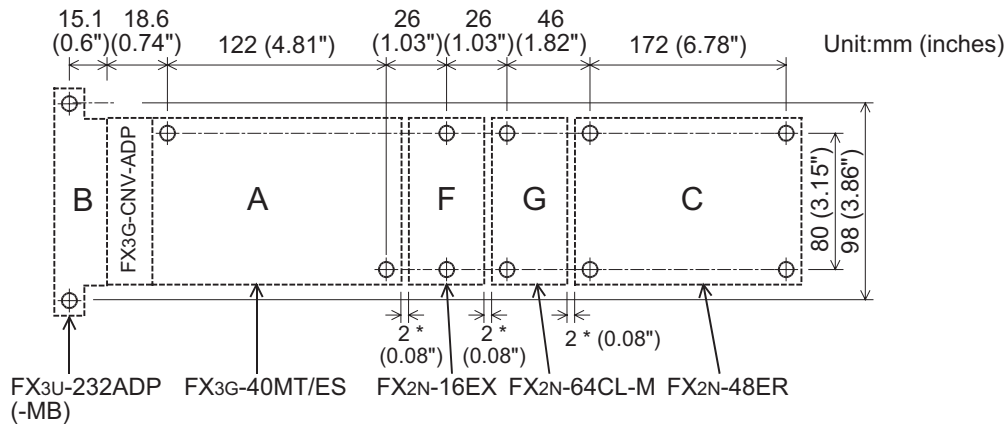 15.1
(0.6")
18.6
(0.74")
122 (4.81")
26
(1.03")
26
(1.03")
46
(1.82")
172 (6.78")
Unit:mm (inches)
B
FX3G-CNV-ADP
A
F
G
C
80 (3.15")
98 (3.86")
2 *
(0.08")
2 *
(0.08")
2 * (0.08")
FX3U-232ADP
(-MB)
FX3G-40MT/ES
FX2N-16EX
FX2N-64CL-M
FX2N-48ER